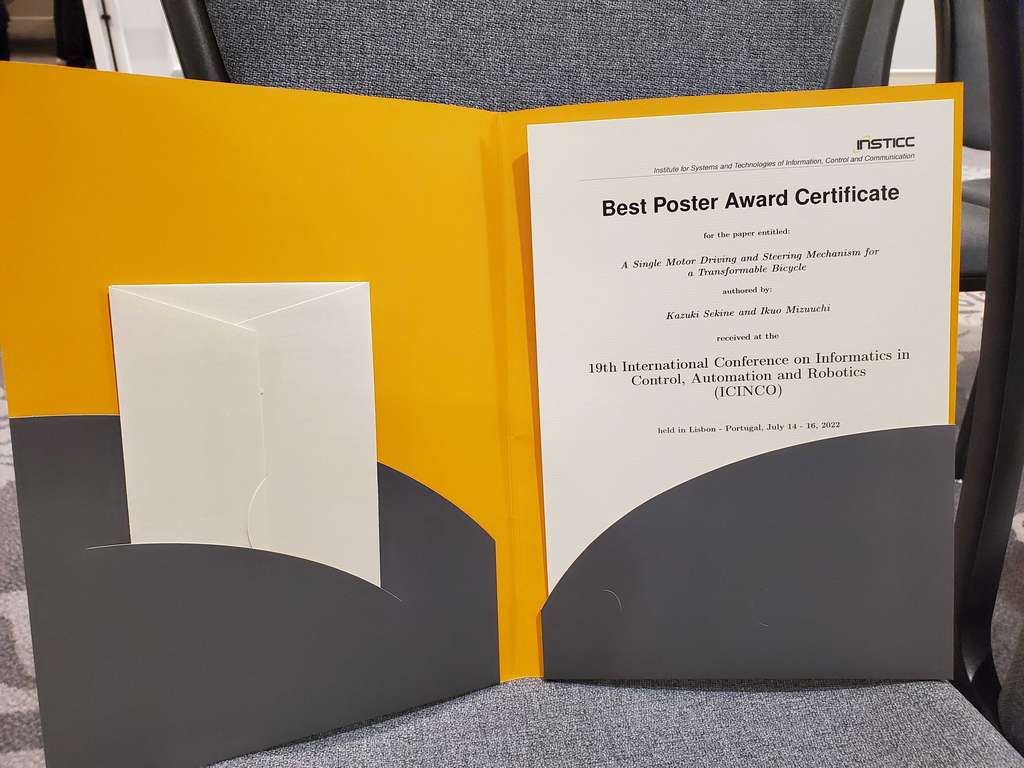 INSTICC
Institute for Systems and Technologies of Information, Control and Communication
Best Poster Award Certificate
for the paper entitled:
A Single Motor Driving and Steering Mechanism for
a Transformable Bicycle
authored by:
Kazuki Sekine and Ikuo Mizuuchi
received at the
19th International Conference on Informatics in
Control, Automation and Robotics
(ICINCO)
held in Lisbon - Portugal, July 14 - 16, 2022